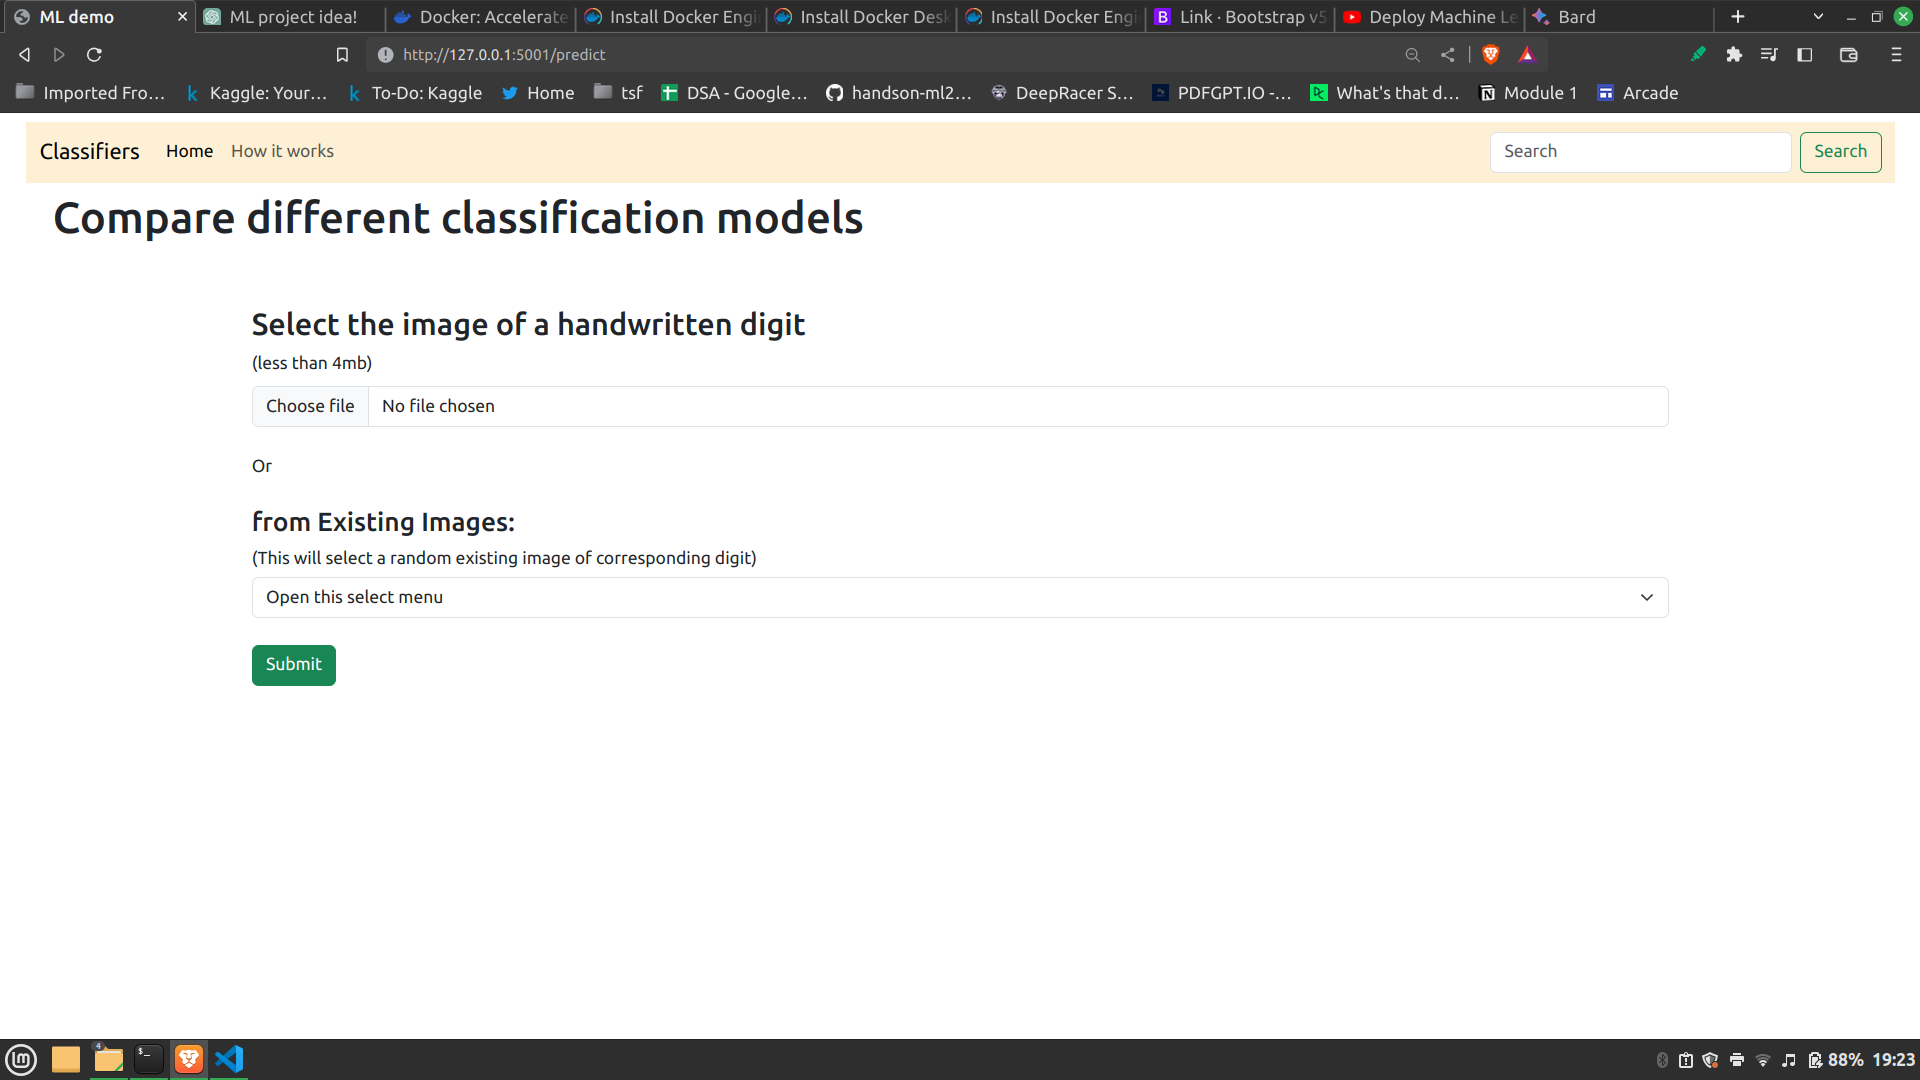 ML demo ML project idea! Docker: Accelerate Install Docker Engi Install Docker Desk Install Docker Engi Link · Bootstrap v5 Deploy Machine Le Bard
http://127.0.0.1:5001/predict
Imported Fro... Kaggle: Your... To-Do: Kaggle Home tsf DSA - Google... handson-ml2... DeepRacer S... PDFGPT.IO -... What's that d... Module 1 Arcade
Classifiers Home How it works Search Search
Compare different classification models
Select the image of a handwritten digit
(less than 4mb)
Choose file No file chosen
Or
from Existing Images:
(This will select a random existing image of corresponding digit)
Open this select menu
Submit
4 88% 19:23